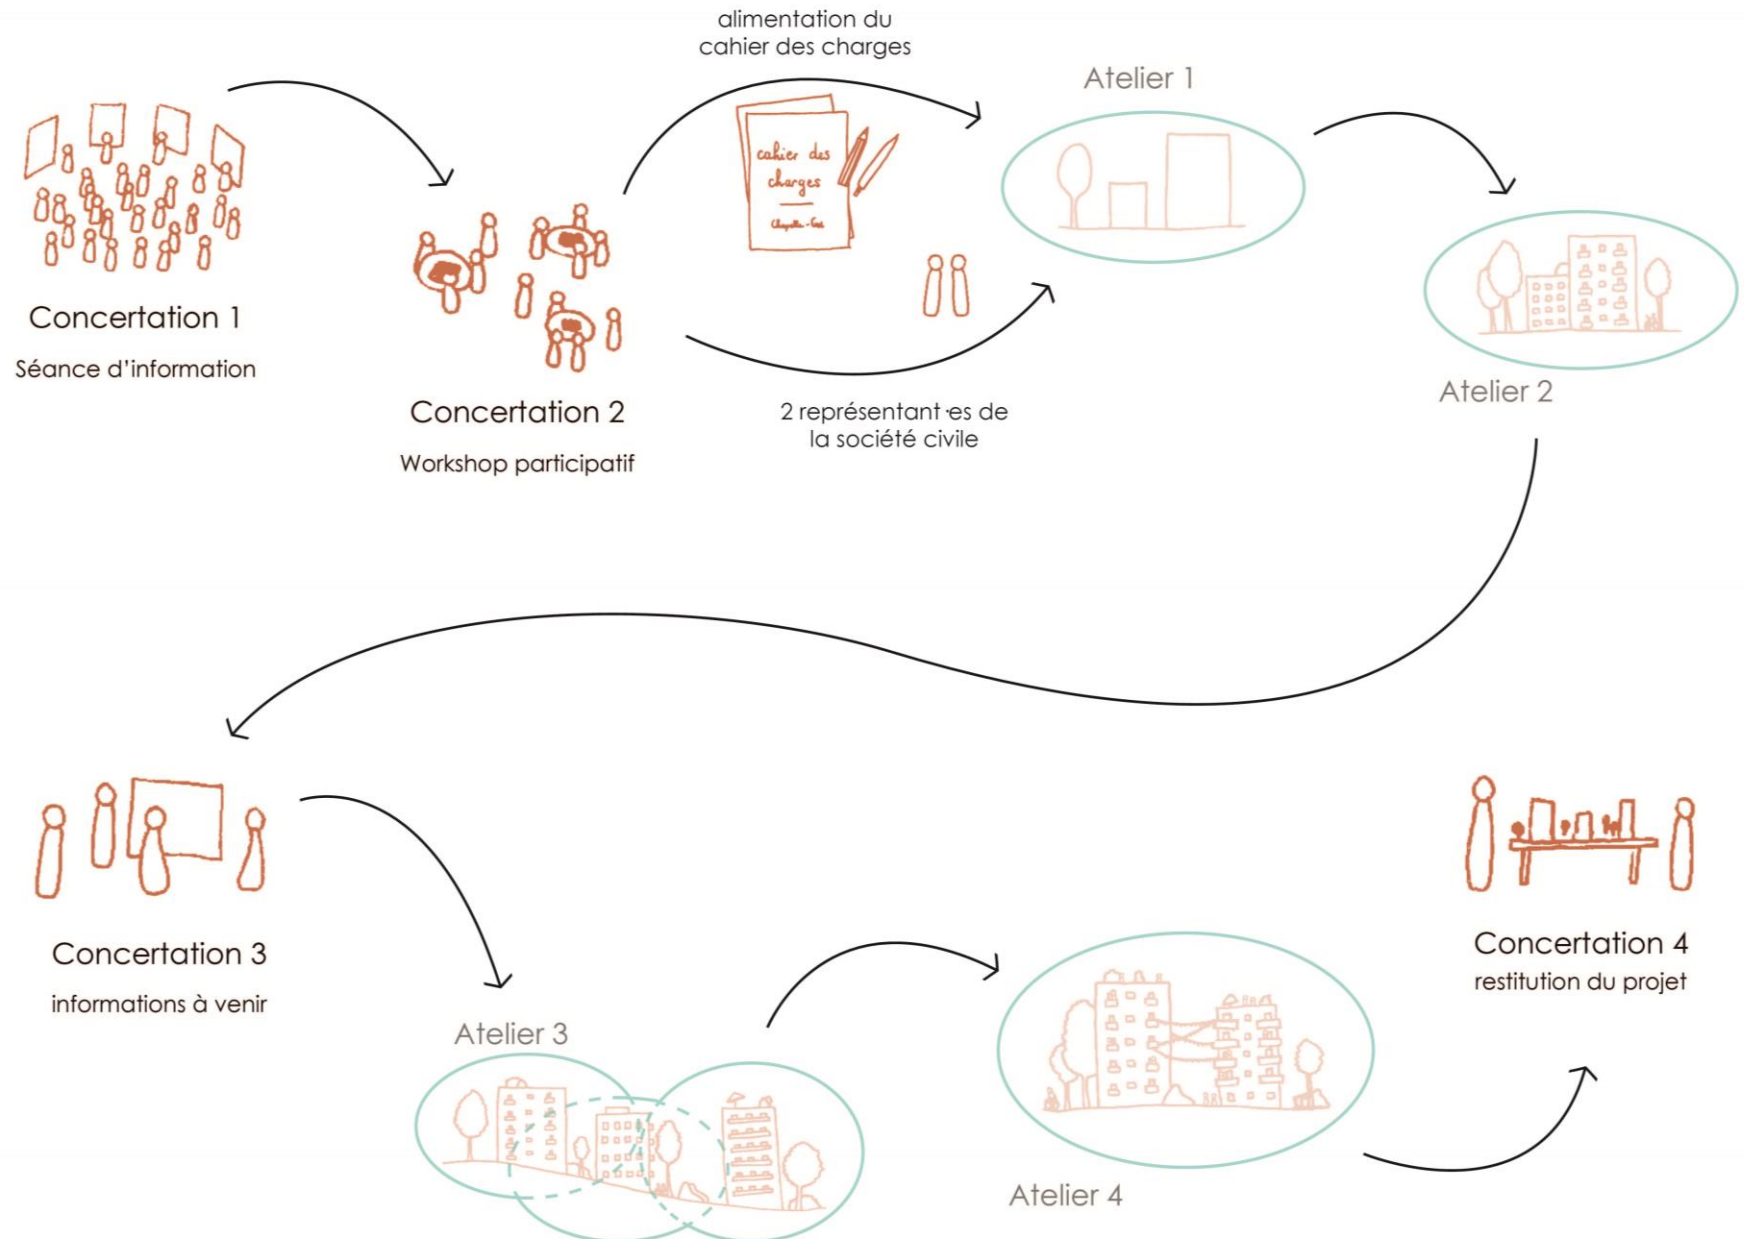 alimentation du
cahier des charges
Atelier 1
cahier des
charges
Concertation 1
Séance d'information
Concertation 2
Workshop participatif
2 représentant·es de
la société civile
Atelier 2
Concertation 3
informations à venir
Concertation 4
restitution du projet
Atelier 3
Atelier 4